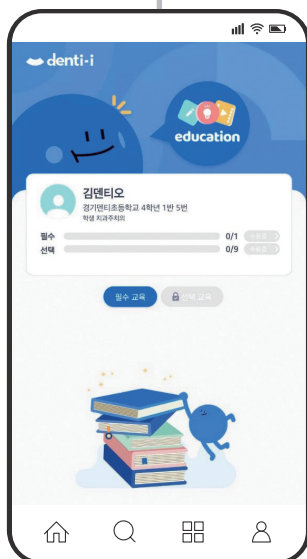 denti-i
education
김덴티오
경기덴티초등학교 4학년 1반 5번
학생 치과주치의
필수 0/1
선택 0/9
필수 교육
선택 교육